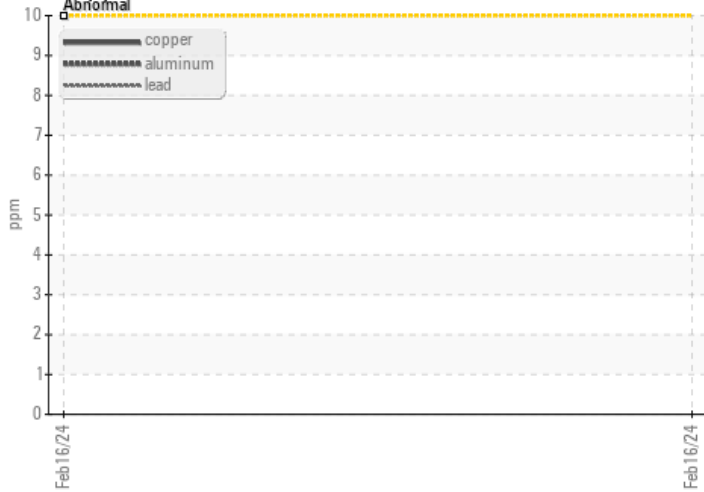 Abnormal
10
copper
9
aluminum
lead
8
7
6
ppm
5
4
3
2
1
0
Feb16/24
Feb16/24